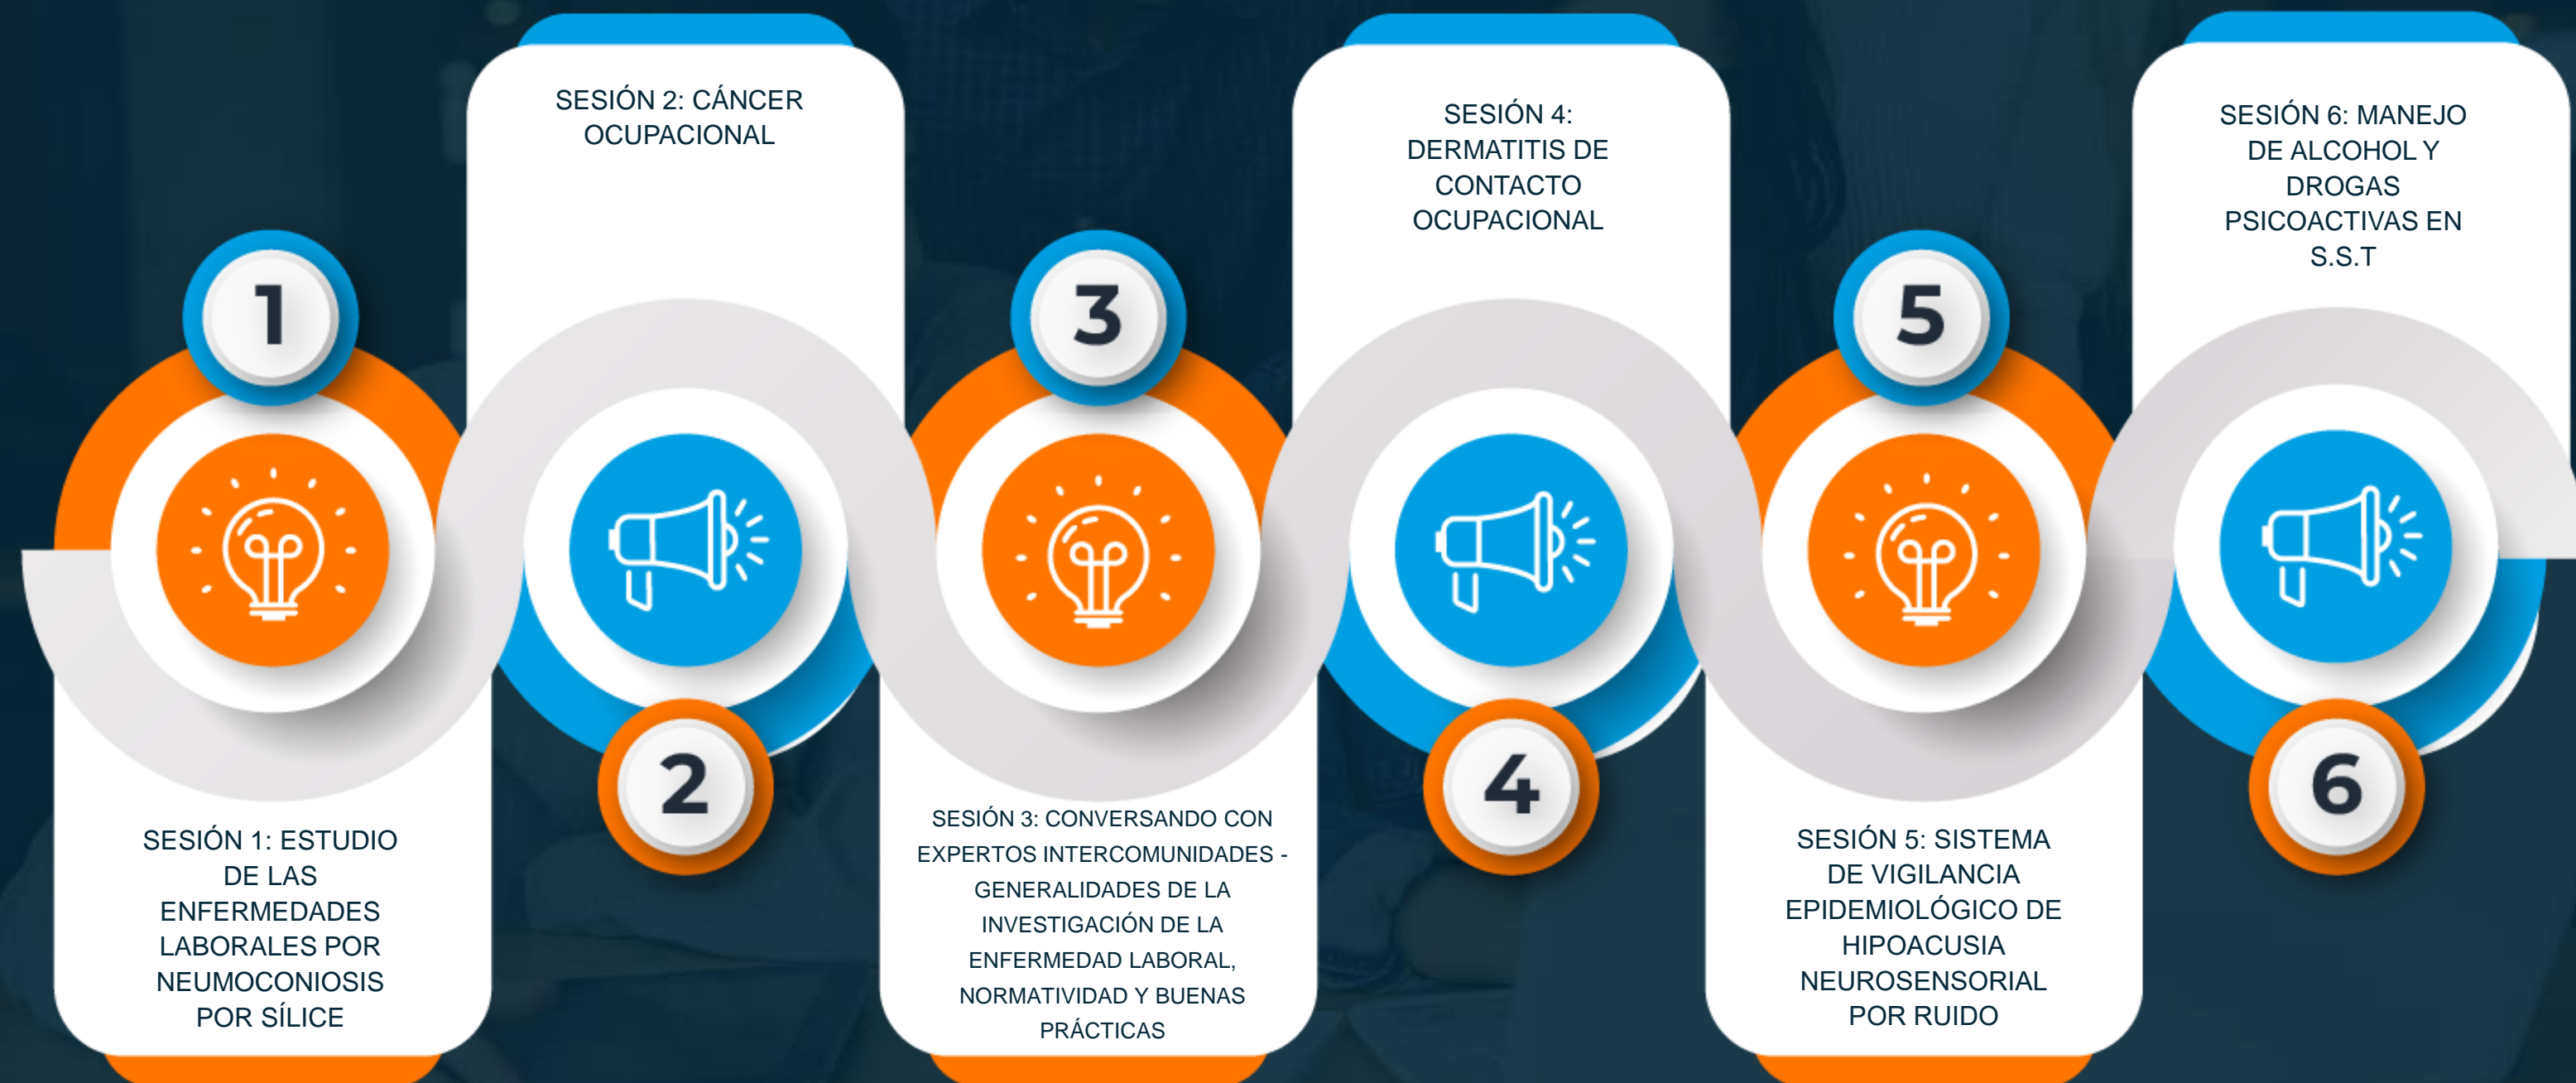 1
SESIÓN 1: ESTUDIO
DE LAS
ENFERMEDADES
LABORALES POR
NEUMOCONIOSIS
POR SÍLICE
SESIÓN 2: CÁNCER
OCUPACIONAL
2
3
SESIÓN 3: CONVERSANDO CON
EXPERTOS INTERCOMUNIDADES -
GENERALIDADES DE LA
INVESTIGACIÓN DE LA
ENFERMEDAD LABORAL,
NORMATIVIDAD Y BUENAS
PRÁCTICAS
SESIÓN 4:
DERMATITIS DE
CONTACTO
OCUPACIONAL
4
5
SESIÓN 5: SISTEMA
DE VIGILANCIA
EPIDEMIOLÓGICO DE
HIPOACUSIA
NEUROSENSORIAL
POR RUIDO
SESIÓN 6: MANEJO
DE ALCOHOL Y
DROGAS
PSICOACTIVAS EN
S.S.T
6